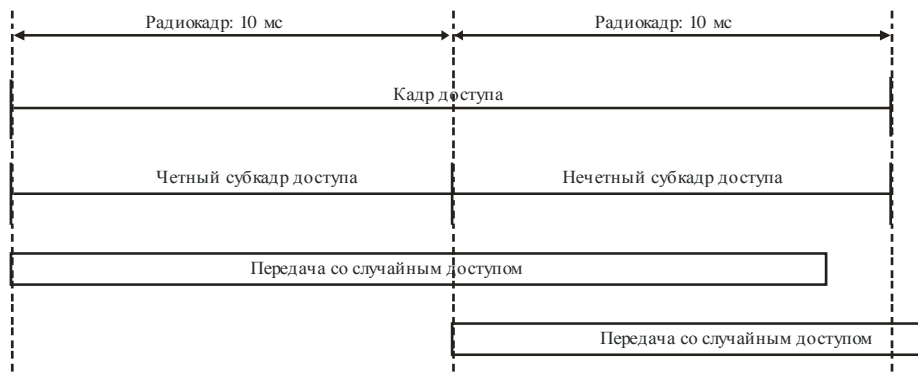 Радиокадр: 10 мс
Радиокадр: 10 мс
Кадр доступа
Четный субкадр доступа
Нечетный субкадр доступа
Передача со случайным доступом
Передача со случайным доступом